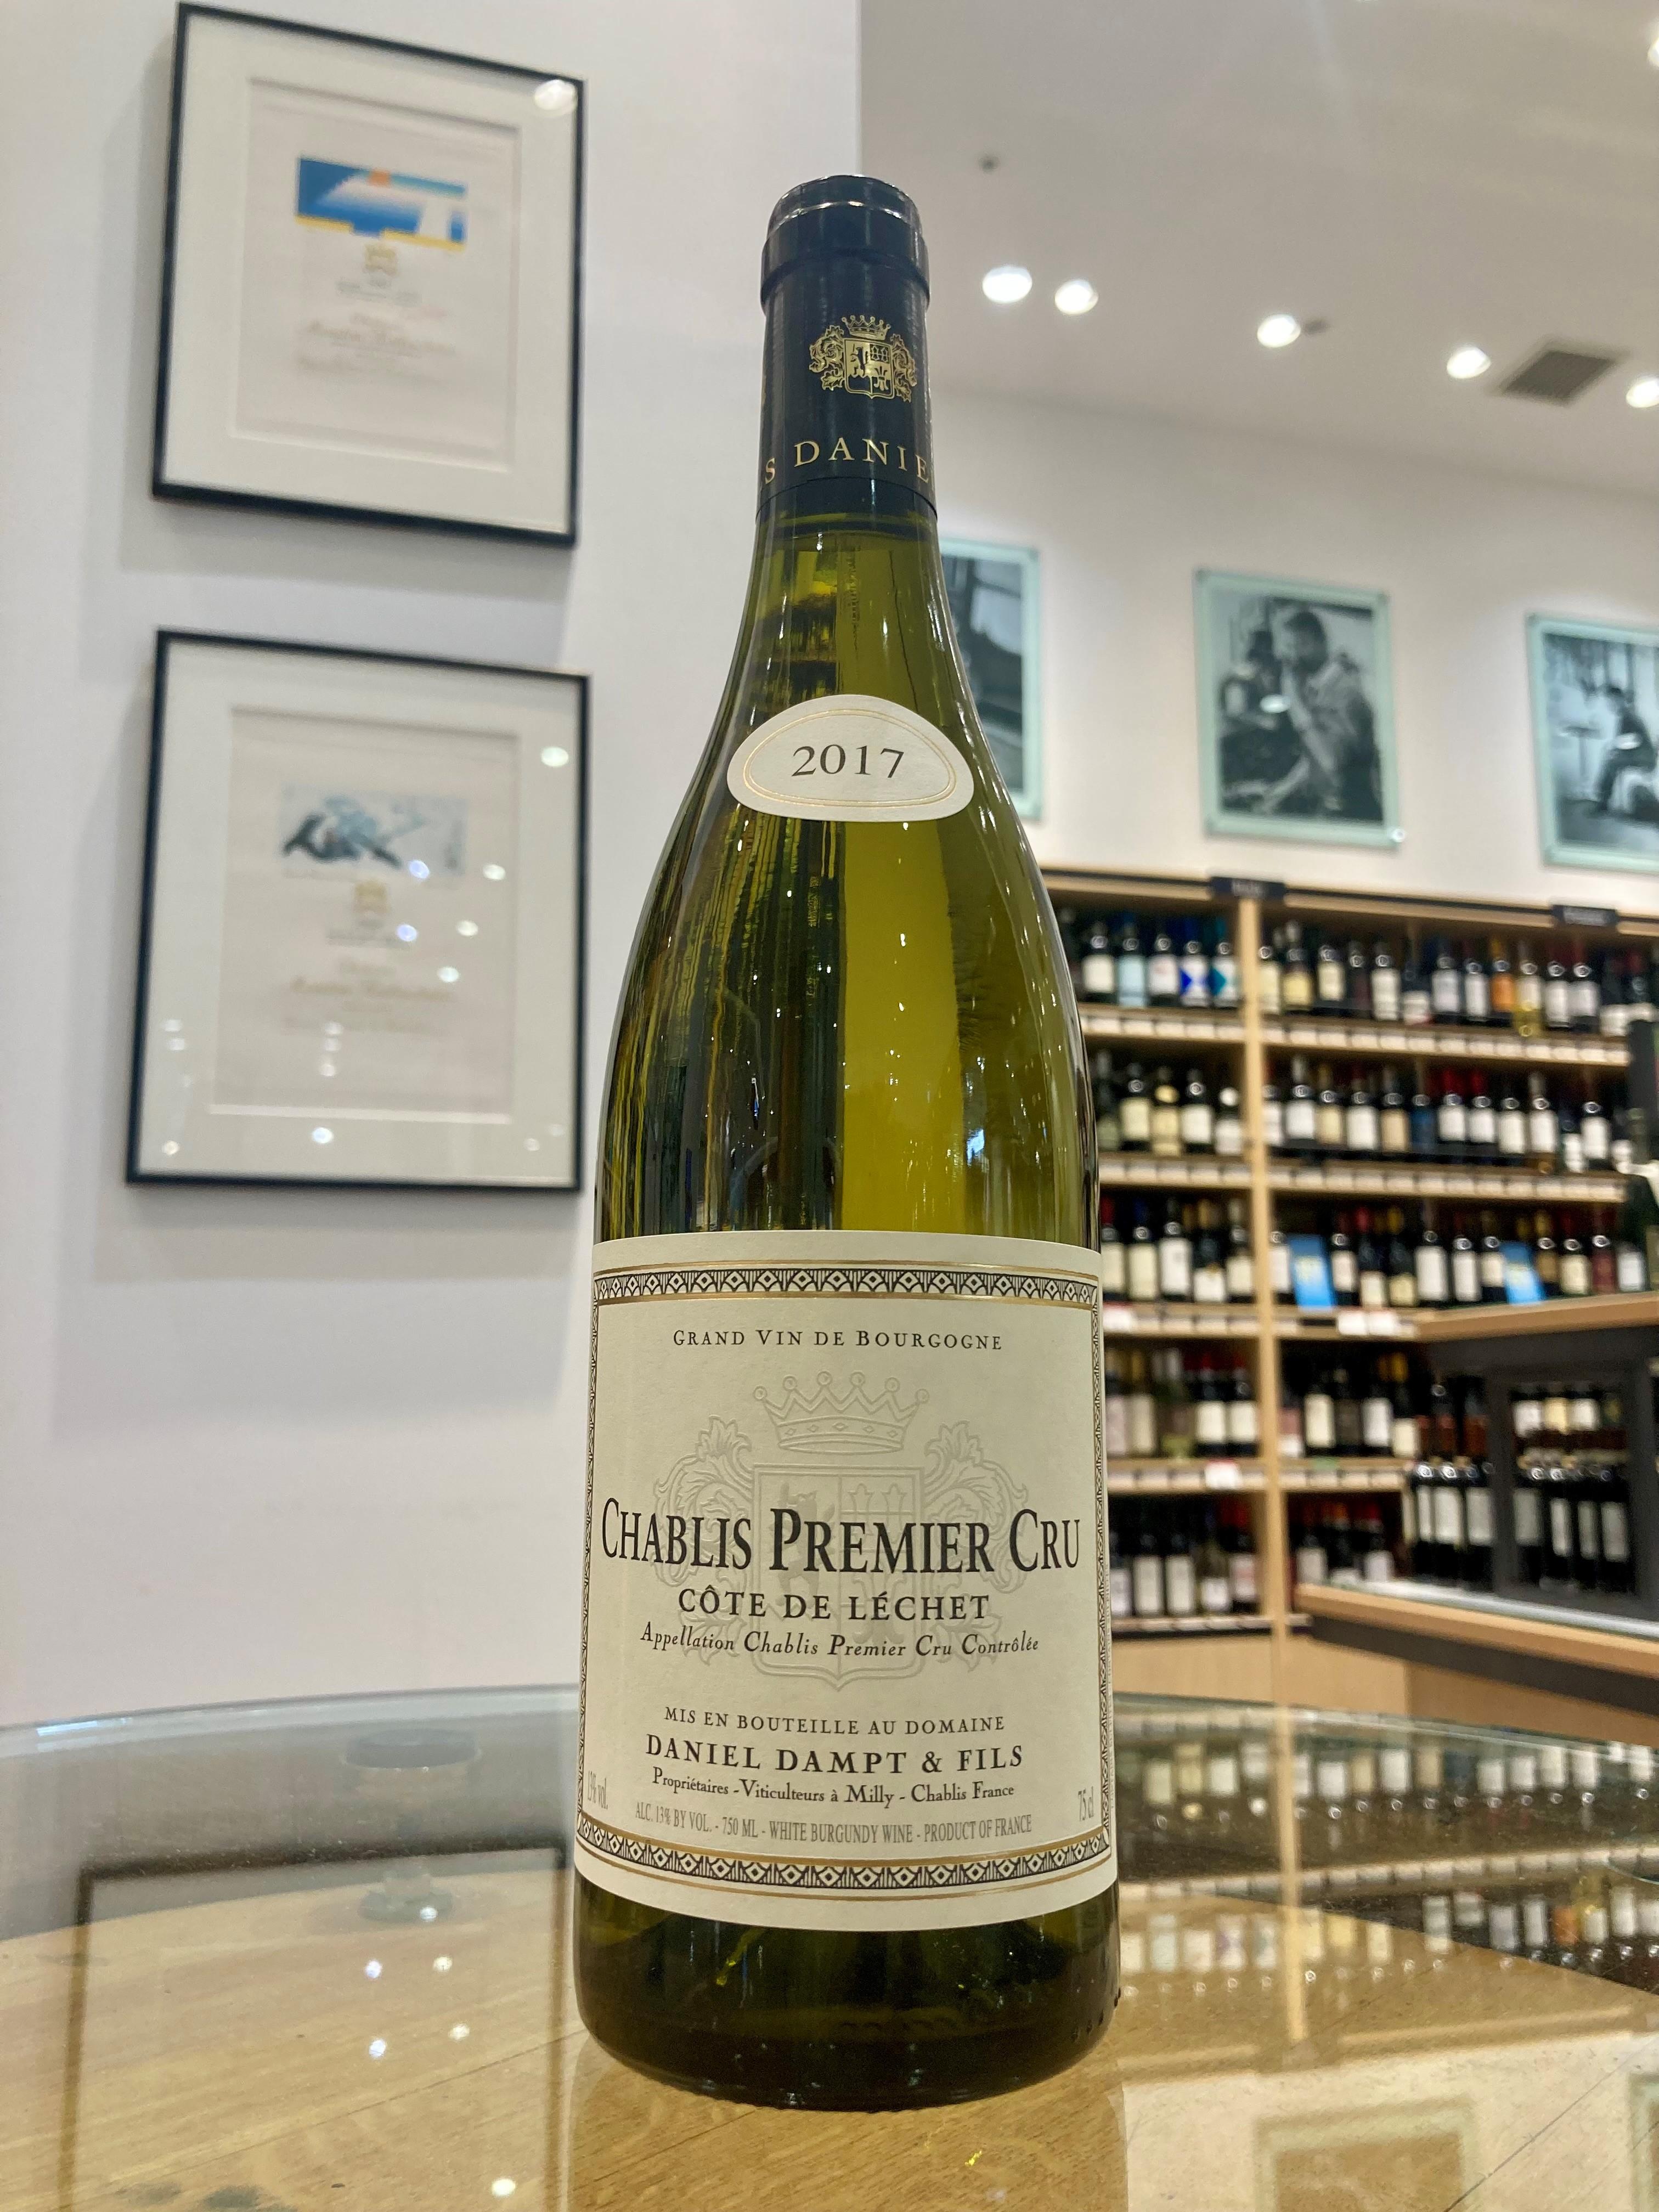 S DANIE
2017
GRAND VIN DE BOURGOGNE
CHABLIS PREMIER CRU
CÔTE DE LÉCHET
Appellation Chablis Premier Cru Contrôlée
MIS EN BOUTEILLE AU DOMAINE
DANIEL DAMPT & FILS
Propriétaires - Viticulteurs à Milly - Chablis France
13% vol.
75 cl
ALC. 13% BY VOL. - 750 ML - WHITE BURGUNDY WINE - PRODUCT OF FRANCE